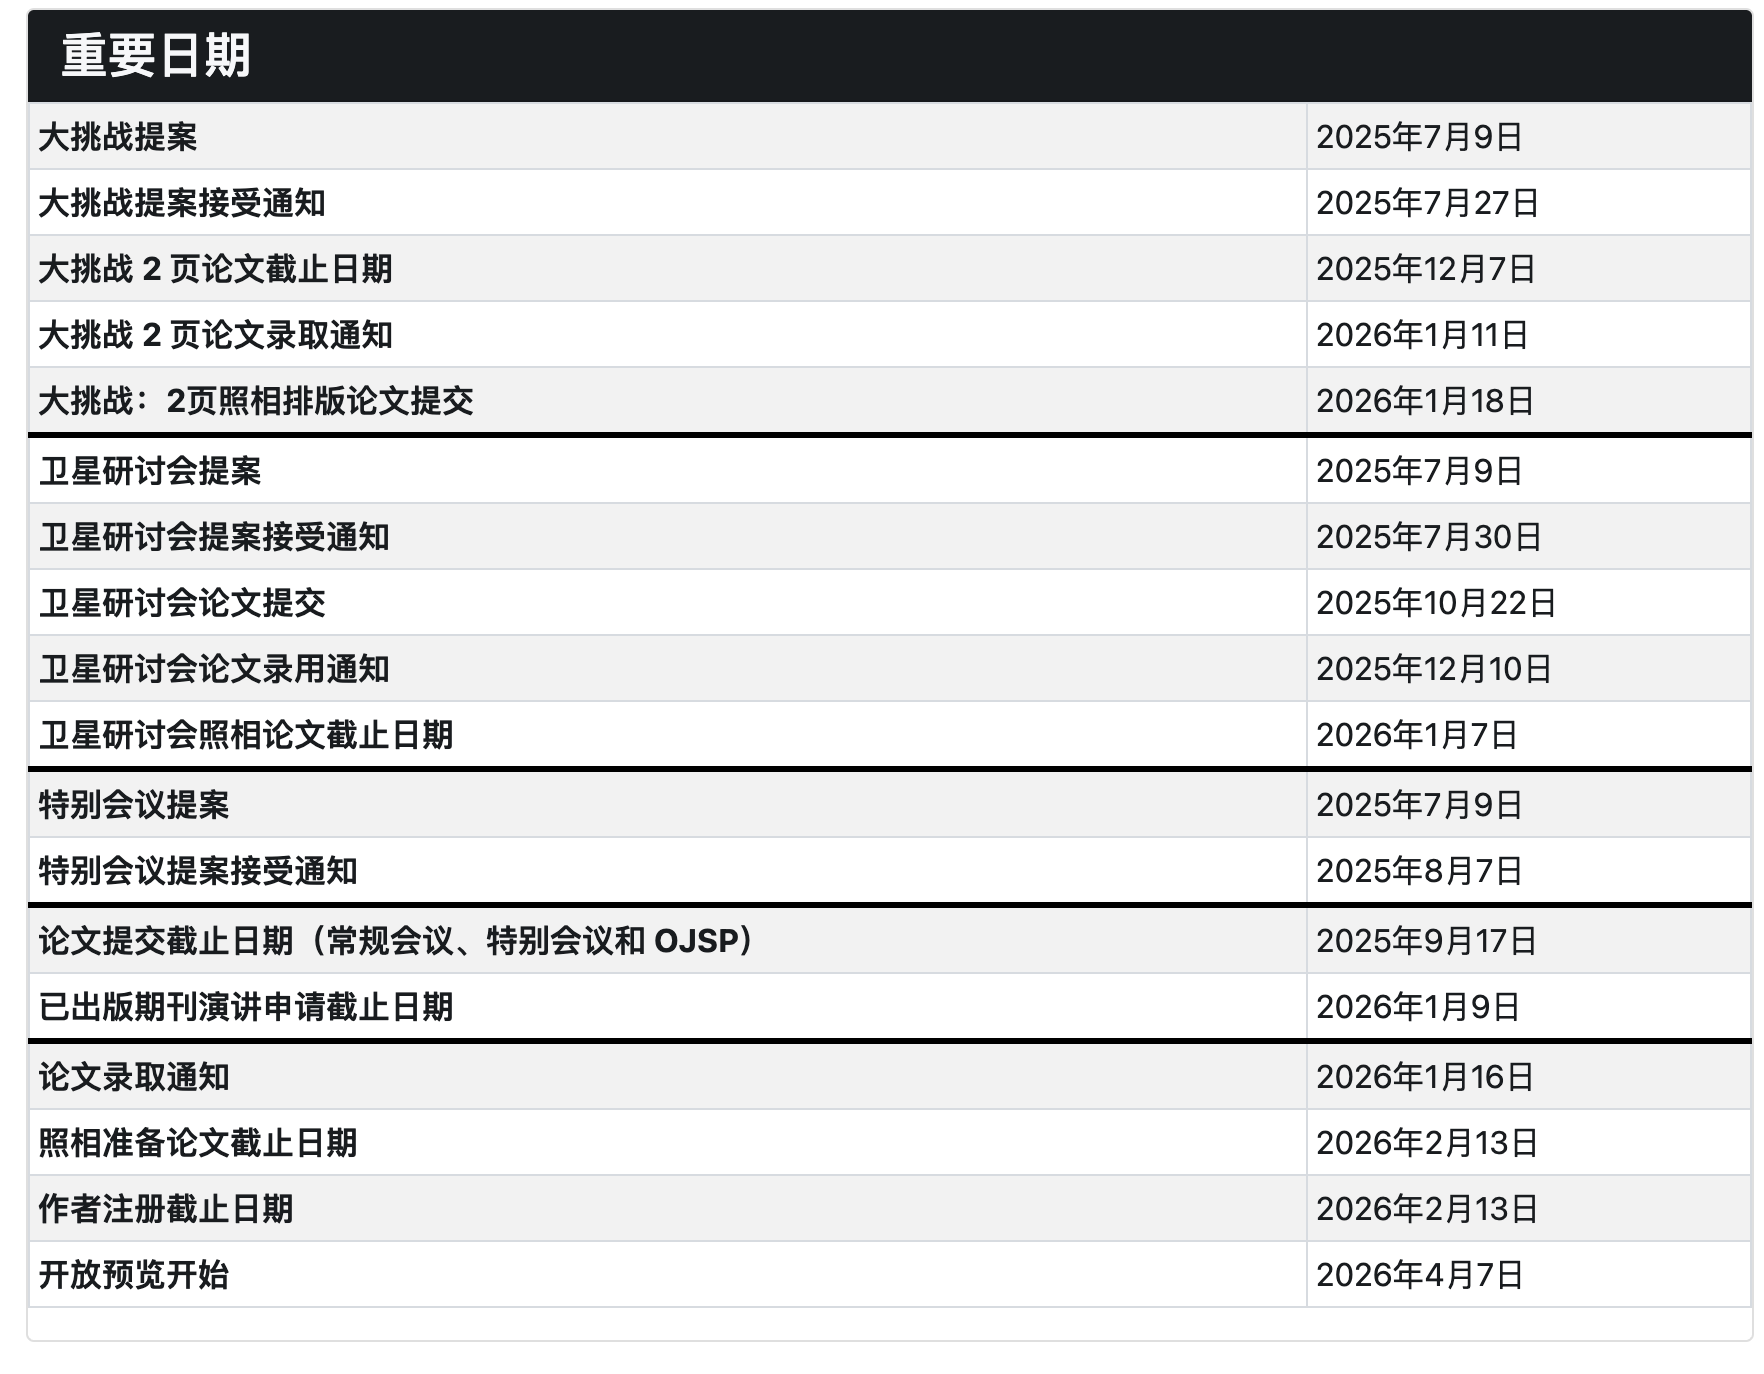 重要日期
大挑战提案 2025年7月9日
大挑战提案接受通知 2025年7月27日
大挑战 2 页论文截止日期 2025年12月7日
大挑战 2 页论文录取通知 2026年1月11日
大挑战：2页照相排版论文提交 2026年1月18日
卫星研讨会提案 2025年7月9日
卫星研讨会提案接受通知 2025年7月30日
卫星研讨会论文提交 2025年10月22日
卫星研讨会论文录用通知 2025年12月10日
卫星研讨会照相论文截止日期 2026年1月7日
特别会议提案 2025年7月9日
特别会议提案接受通知 2025年8月7日
论文提交截止日期（常规会议、特别会议和 OJSP） 2025年9月17日
已出版期刊演讲申请截止日期 2026年1月9日
论文录取通知 2026年1月16日
照相准备论文截止日期 2026年2月13日
作者注册截止日期 2026年2月13日
开放预览开始 2026年4月7日